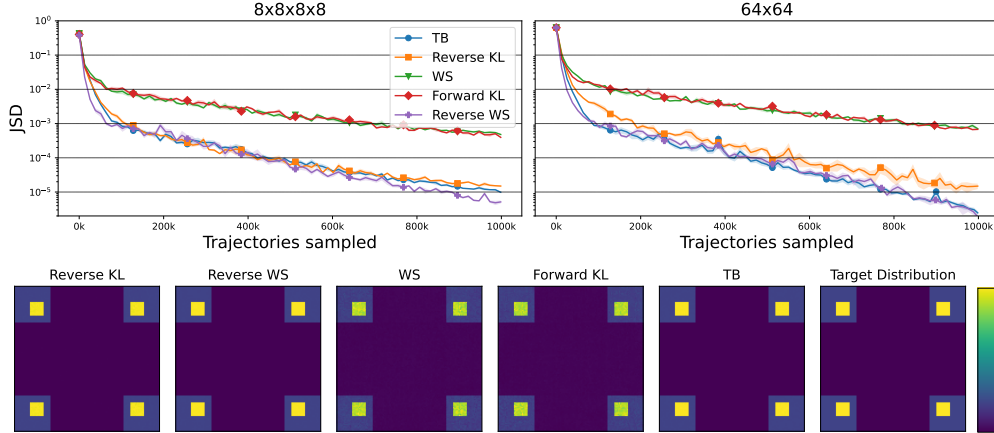 8x8x8x8
64x64
JSD
10⁰
10⁻¹
10⁻²
10⁻³
10⁻⁴
10⁻⁵
TB
Reverse KL
WS
Forward KL
Reverse WS
0k 200k 400k 600k 800k 1000k
0k 200k 400k 600k 800k 1000k
Trajectories sampled
Trajectories sampled
Reverse KL
Reverse WS
WS
Forward KL
TB
Target Distribution